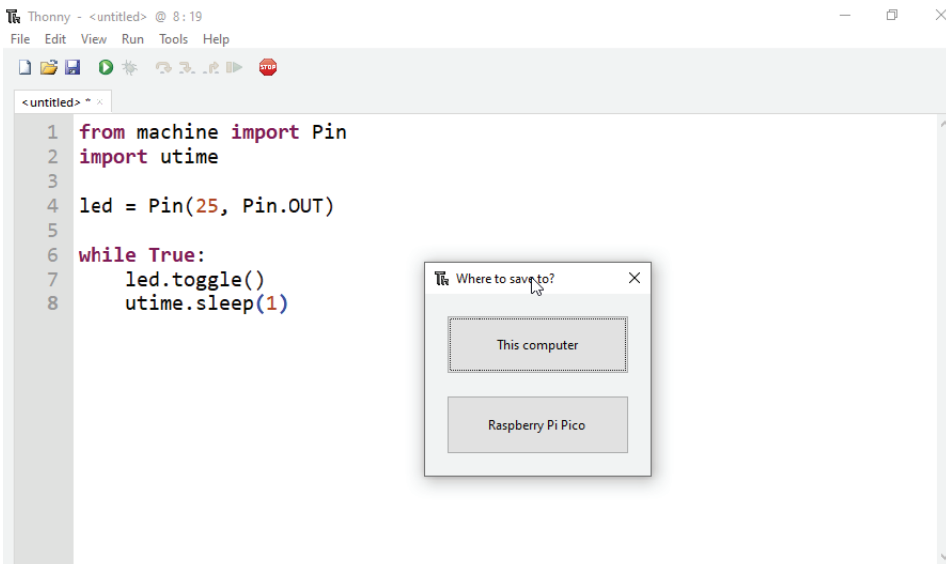 Thonny - <untitled> @ 8:19
File Edit View Run Tools Help
STOP
<untitled> * ×
1 from machine import Pin
2 import utime
3
4 led = Pin(25, Pin.OUT)
5
6 while True:
7     led.toggle()
8     utime.sleep(1)
Where to save to?
This computer
Raspberry Pi Pico